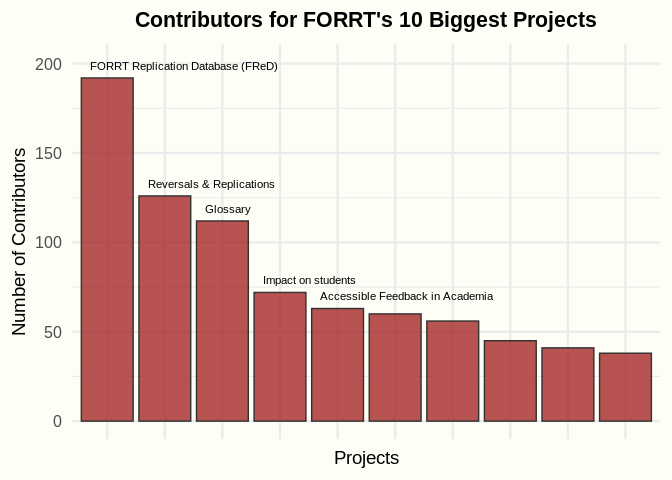 Contributors for FORRT's 10 Biggest Projects
200
150
100
50
0
Number of Contributors
FORRT Replication Database (FReD)
Reversals & Replications
Glossary
Impact on students
Accessible Feedback in Academia
Projects